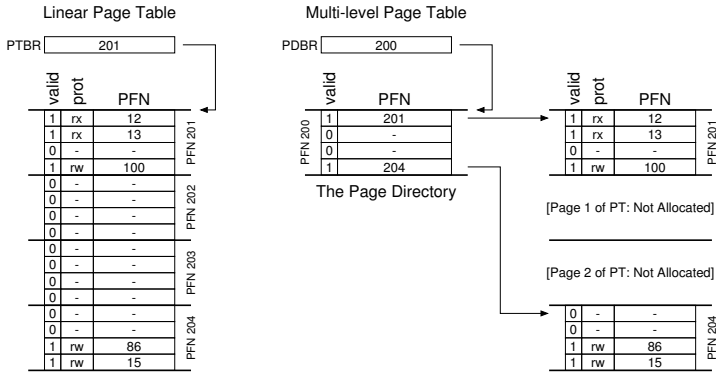 Linear Page Table
PTBR 201
valid prot PFN
1 rx 12
1 rx 13
0 - -
1 rw 100
PFN 201
0 - -
0 - -
0 - -
0 - -
PFN 202
0 - -
0 - -
0 - -
0 - -
PFN 203
0 - -
0 - -
1 rw 86
1 rw 15
PFN 204
Multi-level Page Table
PDBR 200
valid PFN
PFN 200
1 201
0 -
0 -
1 204
The Page Directory
valid prot PFN
1 rx 12
1 rx 13
0 - -
1 rw 100
PFN 201
[Page 1 of PT: Not Allocated]
[Page 2 of PT: Not Allocated]
0 - -
0 - -
1 rw 86
1 rw 15
PFN 204